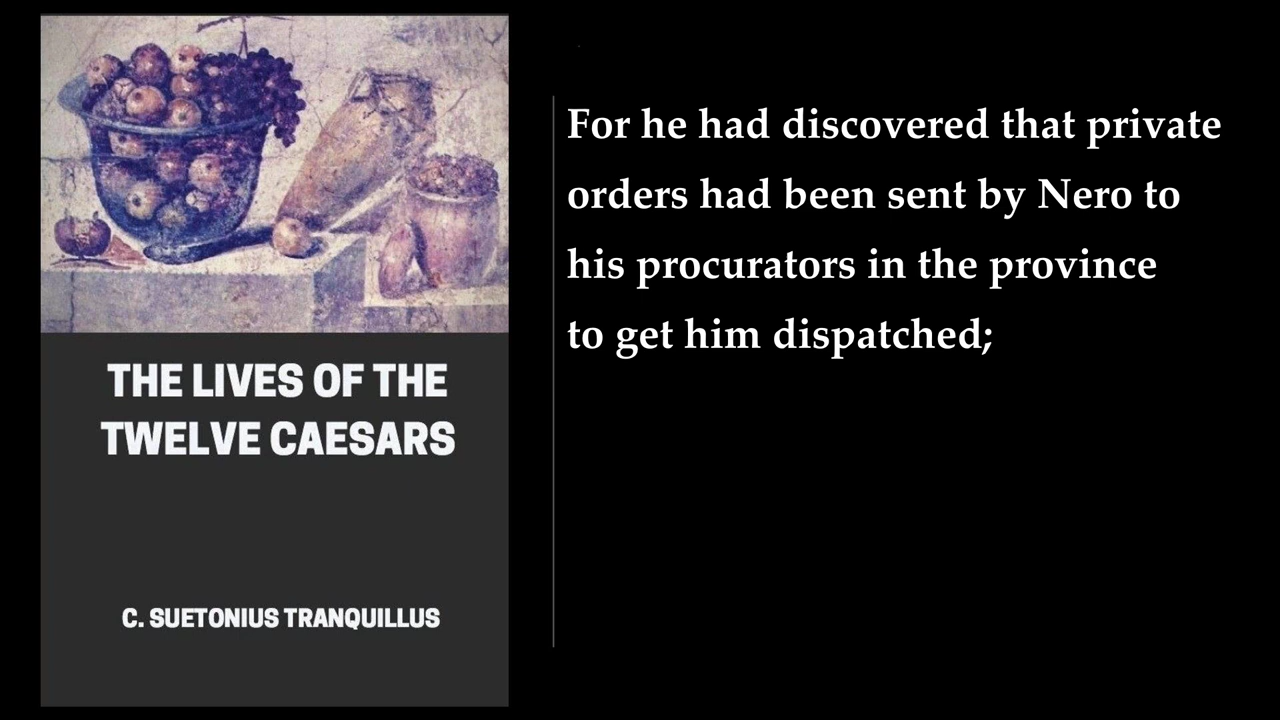 THE LIVES OF THE
TWELVE CAESARS
C. SUETONIUS TRANQUILLUS
For he had discovered that private
orders had been sent by Nero to
his procurators in the province
to get him dispatched;